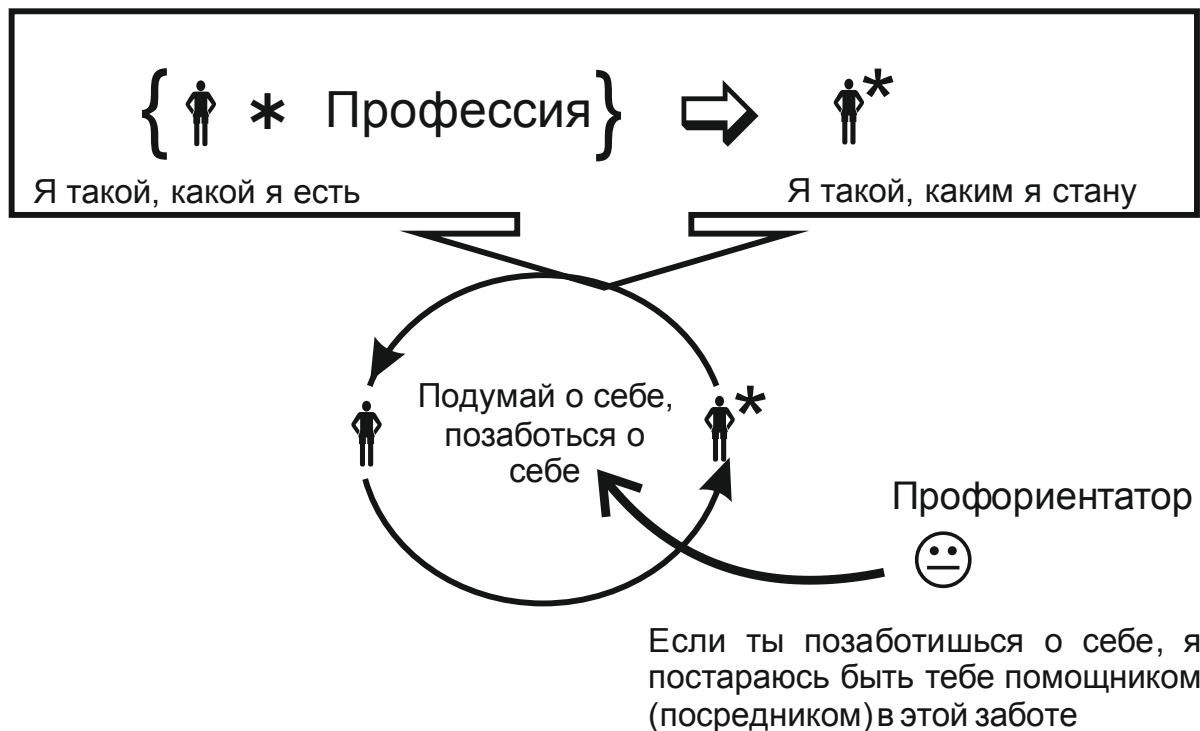 { * Профессия} *
Я такой, какой я есть
Я такой, каким я стану
Подумай о себе,
позаботься о
себе
*
Профориентатор
Если ты позаботишься о себе, я
постараюсь быть тебе помощником
(посредником) в этой заботе